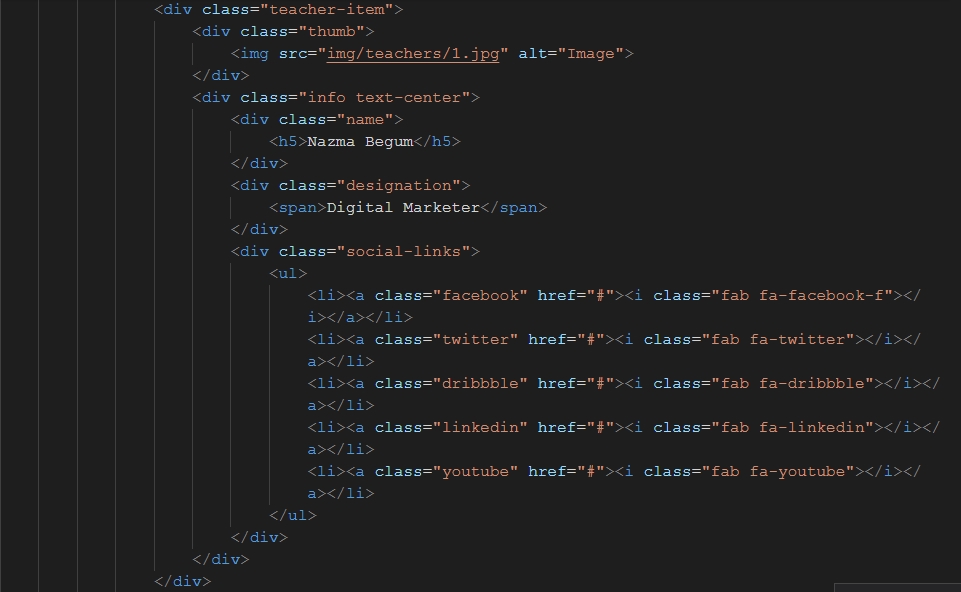 <div class="teacher-item">
<div class="thumb">
<img src="img/teachers/1.jpg" alt="Image">
</div>
<div class="info text-center">
<div class="name">
<h5>Nazma Begum</h5>
</div>
<div class="designation">
<span>Digital Marketer</span>
</div>
<div class="social-links">
<ul>
<li><a class="facebook" href="#"><i class="fab fa-facebook-f"></
i></a></li>
<li><a class="twitter" href="#"><i class="fab fa-twitter"></i></
a></li>
<li><a class="dribbble" href="#"><i class="fab fa-dribbble"></i></
a></li>
<li><a class="linkedin" href="#"><i class="fab fa-linkedin"></i></
a></li>
<li><a class="youtube" href="#"><i class="fab fa-youtube"></i></
a></li>
</ul>
</div>
</div>
</div>